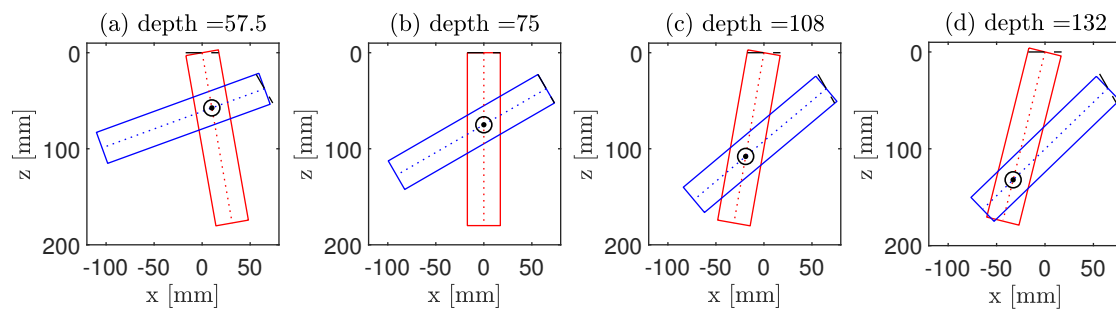 (a) depth =57.5
(b) depth =75
(c) depth =108
(d) depth =132
0
100
200
z [mm]
-100 -50 0 50
x [mm]
0
100
200
z [mm]
-100 -50 0 50
x [mm]
0
100
200
z [mm]
-100 -50 0 50
x [mm]
0
100
200
z [mm]
-100 -50 0 50
x [mm]